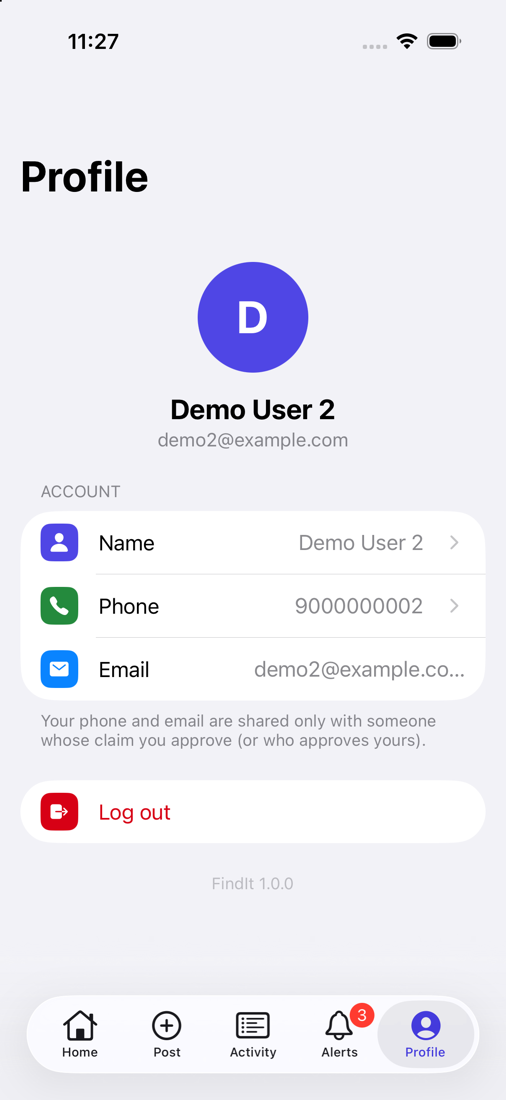 11:27
Profile
D
Demo User 2
demo2@example.com
ACCOUNT
Name Demo User 2
Phone 9000000002
Email demo2@example.co...
Your phone and email are shared only with someone
whose claim you approve (or who approves yours).
Log out
FindIt 1.0.0
3
Home Post Activity Alerts Profile